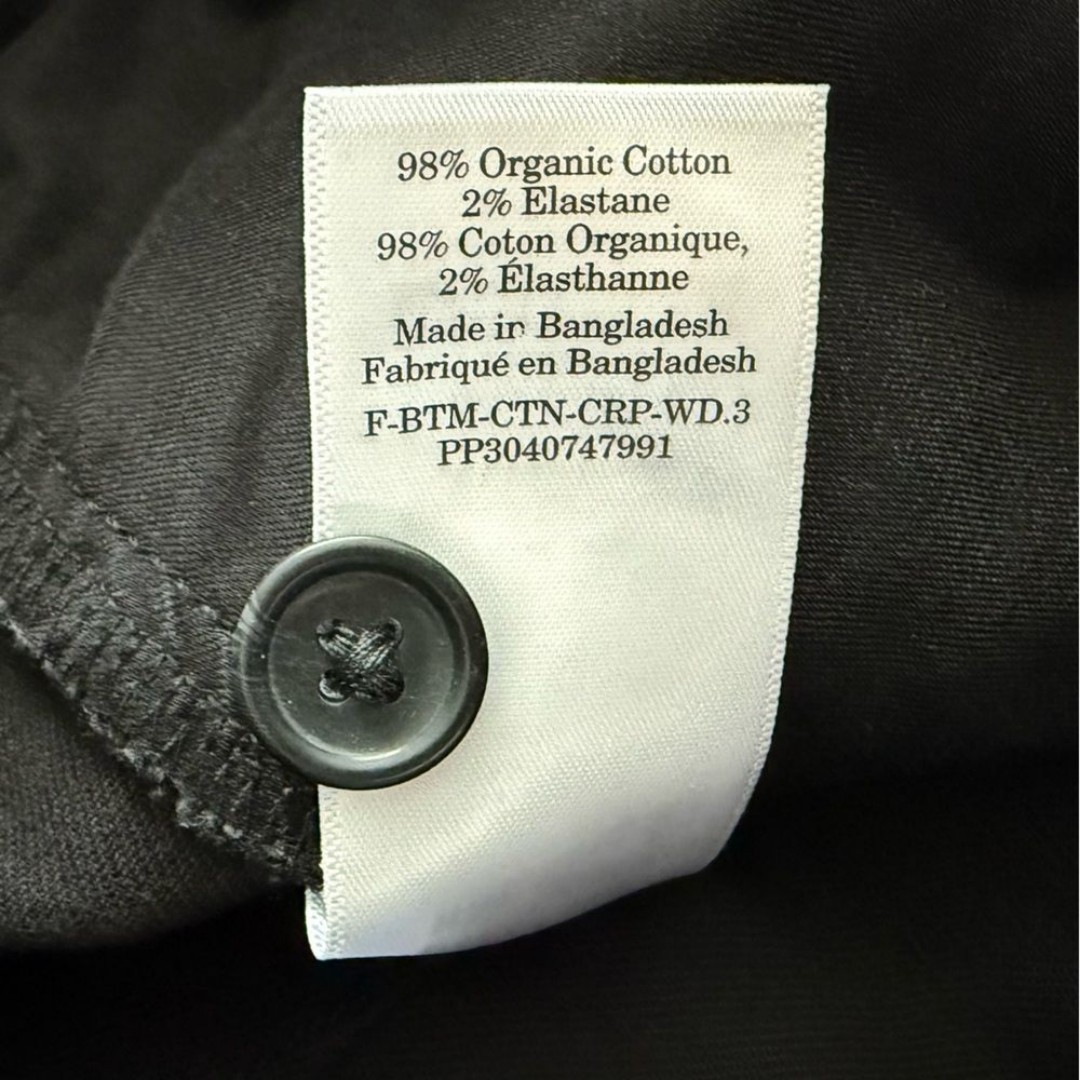 98% Organic Cotton
2% Elastane
98% Coton Organique,
2% Élasthanne
Made in Bangladesh
Fabriqué en Bangladesh
F-BTM-CTN-CRP-WD.3
PP3040747991